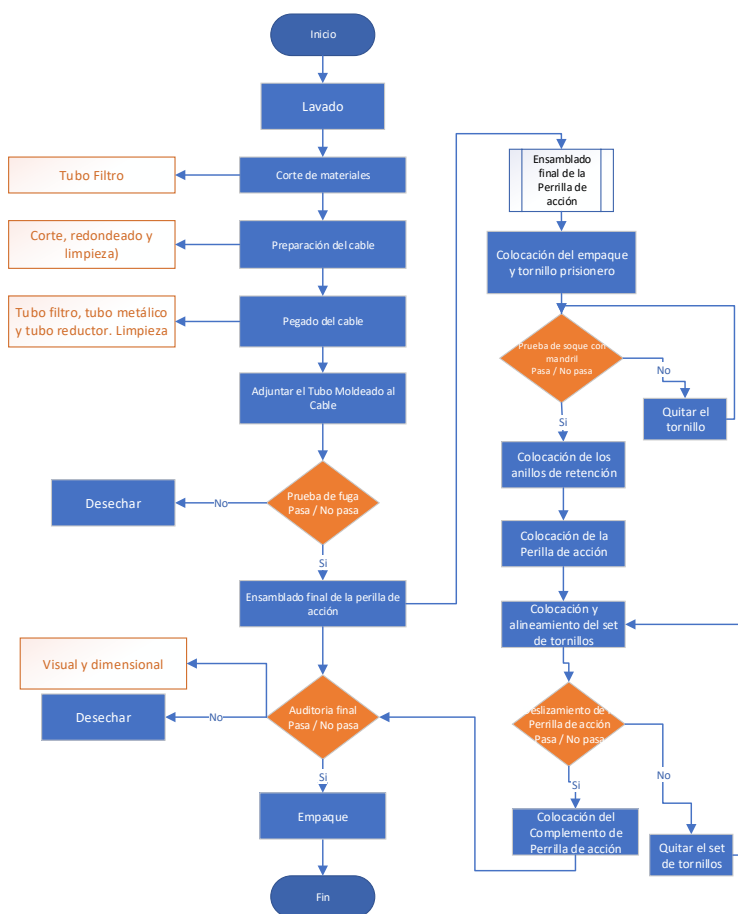 Inicio
Lavado
Tubo Filtro
Corte de materiales
Corte, redondeado y
limpieza)
Preparación del cable
Tubo filtro, tubo metálico
y tubo reductor. Limpieza
Pegado del cable
Adjuntar el Tubo Moldeado al
Cable
Desechar
No
Prueba de fuga
Pasa / No pasa
Si
Ensamblado final de la perilla de
acción
Visual y dimensional
Desechar
No
Auditoria final
Pasa / No pasa
Si
Empaque
Fin
Ensamblado
final de la
Perrilla de
acción
Colocación del empaque
y tornillo prisionero
Prueba de soque con
mandril
Pasa / No pasa
No
Quitar el
tornillo
Si
Colocación de los
anillos de retención
Colocación de la
Perilla de acción
Colocación y
alineamiento del set
de tornillos
eslizamiento de
Perrilla de acción
Pasa / No pasa
No
Si
Colocación del
Complemento de
Perrilla de acción
Quitar el set
de tornillos